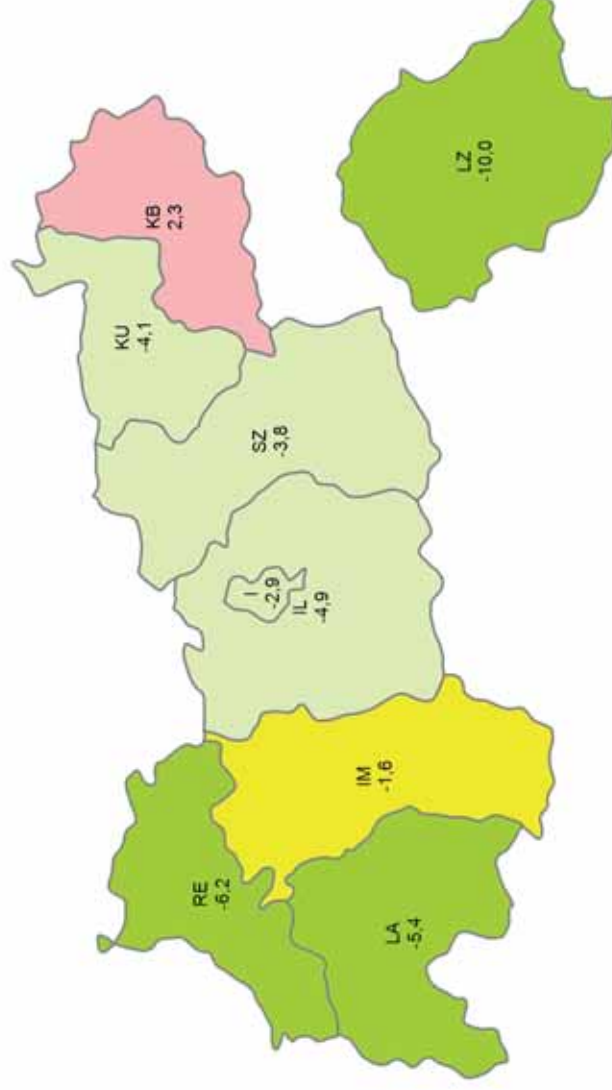 RE
-6,2
LA
-5,4
IM
-1,6
I
-2,9
IL
-4,9
SZ
-3,8
KU
-4,1
KB
2,3
LZ
-10,0